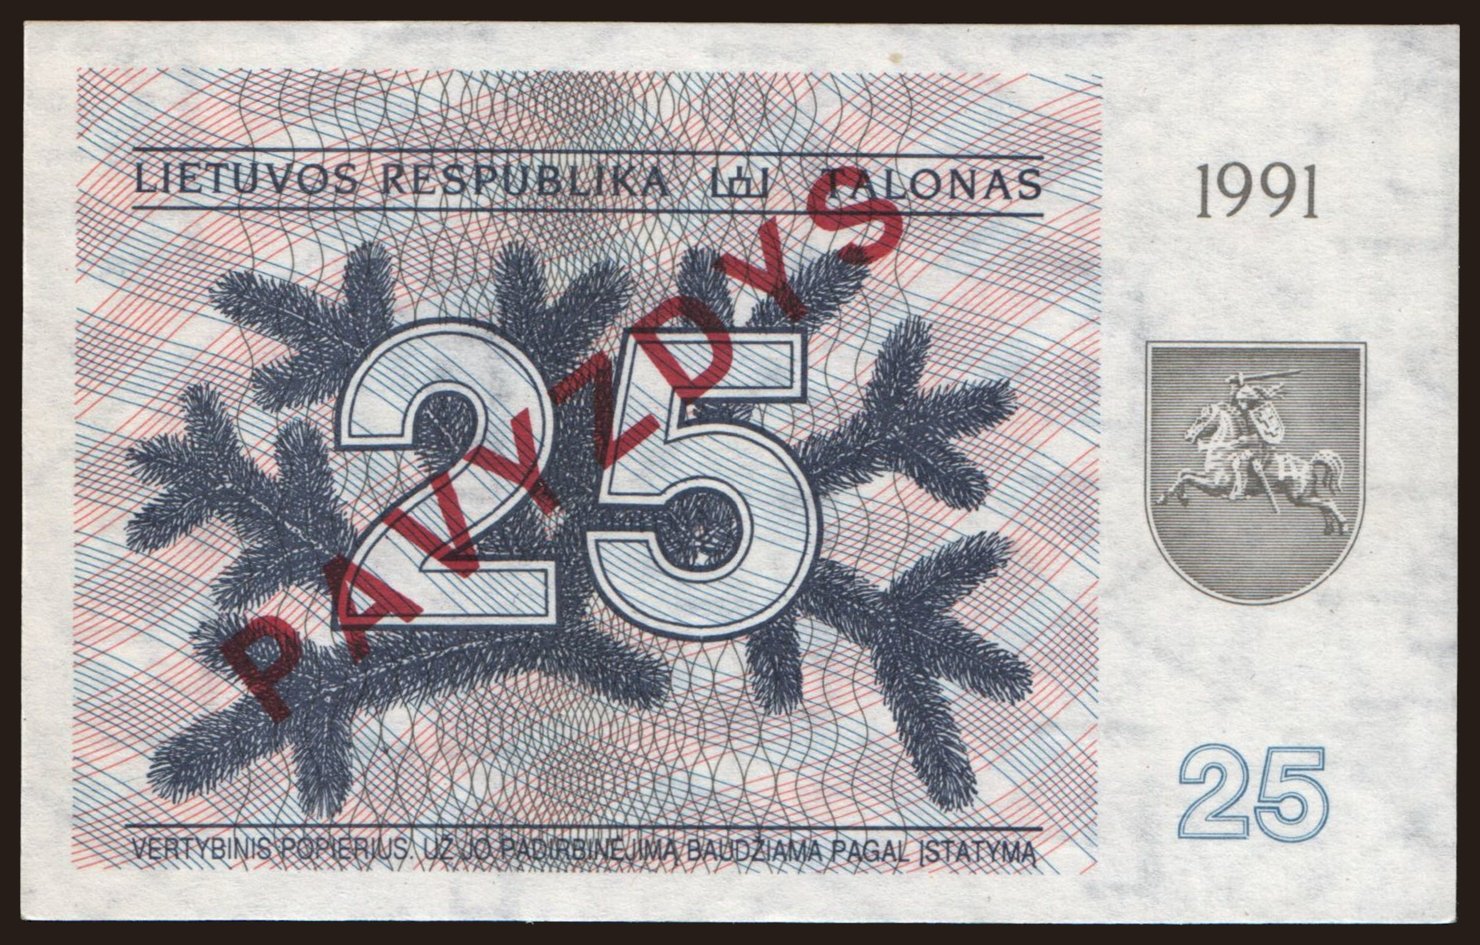 LIETUVOS RESPUBLIKA TALONAS
1991
25
PAVYZDYS
25
VERTYBINIS POPIERIUS. UŽ JO PADIRBINĖJIMĄ BAUDŽIAMA PAGAL ĮSTATYMĄ